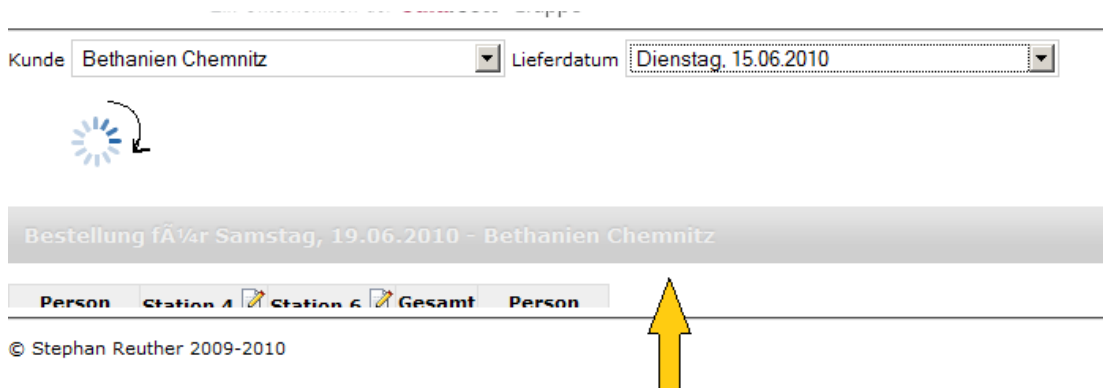 Kunde Bethanien Chemnitz Lieferdatum Dienstag, 15.06.2010
Bestellung fÃ¼r Samstag, 19.06.2010 - Bethanien Chemnitz
Person Station 4 Station 6 Gesamt Person
© Stephan Reuther 2009-2010